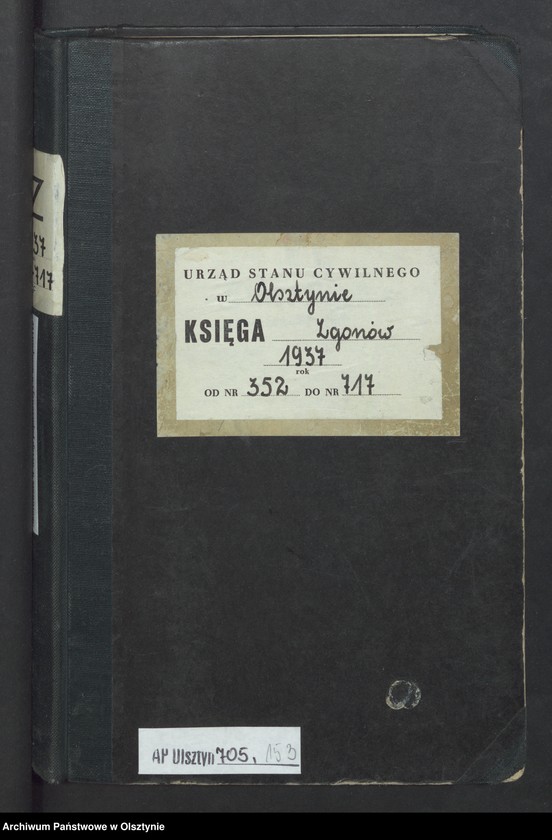 Z
37
717
URZĄD STANU CYWILNEGO
w Olsztynie
KSIĘGA Zgonów
1937
rok
OD NR 352 DO NR 717
AP Olsztyn 705, 153
Archiwum Państwowe w Olsztynie